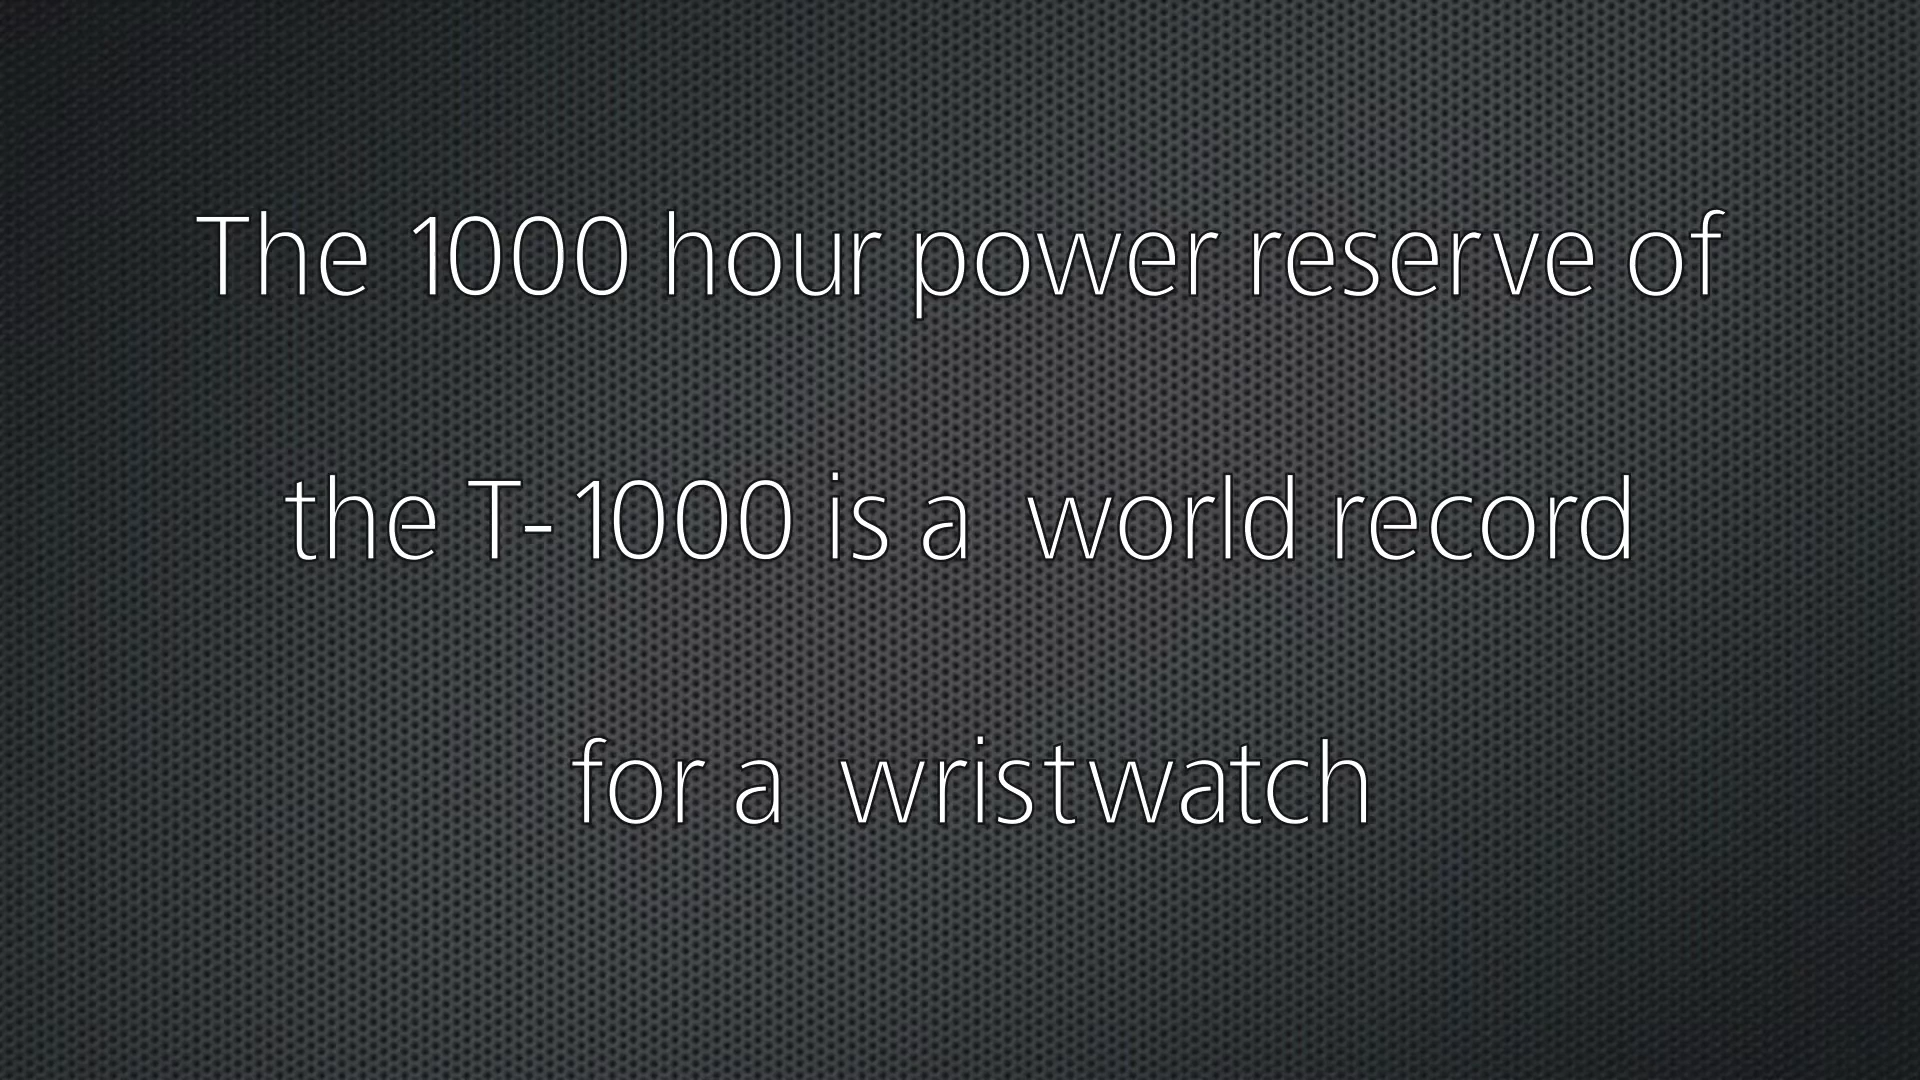 The 1000 hour power reserve of
the T-1000 is a world record
for a wristwatch